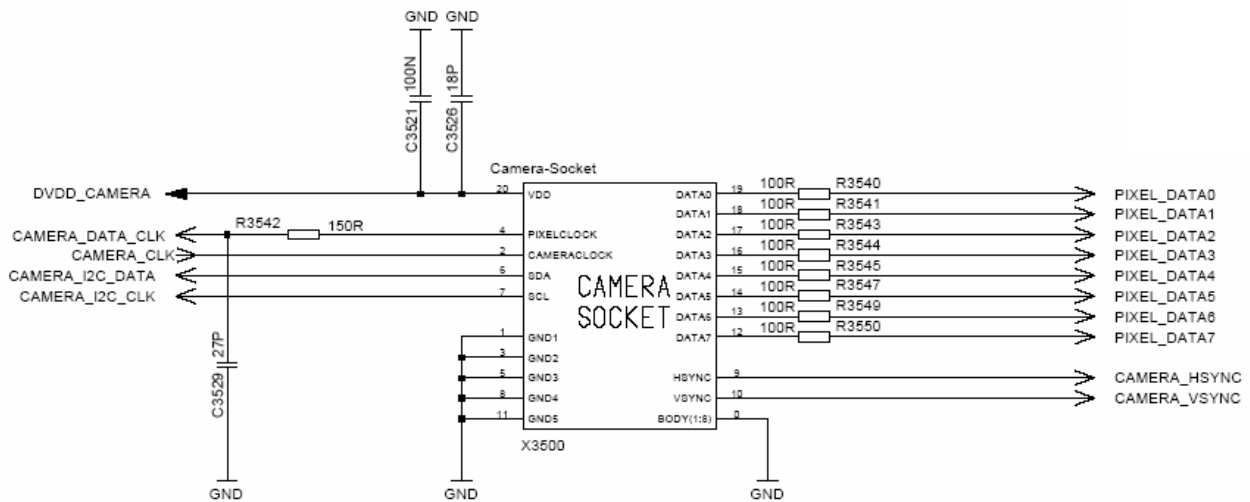 GND GND
C3521 100N
C3526 18P
Camera-Socket
DVDD_CAMERA 20 VDD DATA0 19 100R R3540 PIXEL_DATA0
DATA1 18 100R R3541 PIXEL_DATA1
R3542 150R
CAMERA_DATA_CLK 4 PIXELCLOCK DATA2 17 100R R3543 PIXEL_DATA2
CAMERA_CLK 2 CAMERACLOCK DATA3 16 100R R3544 PIXEL_DATA3
CAMERA_I2C_DATA 6 SDA DATA4 15 100R R3545 PIXEL_DATA4
CAMERA_I2C_CLK 7 SCL DATA5 14 100R R3547 PIXEL_DATA5
CAMERA
SOCKET
DATA6 13 100R R3549 PIXEL_DATA6
1 GND1 DATA7 12 100R R3550 PIXEL_DATA7
3 GND2
5 GND3 HSYNC 9 CAMERA_HSYNC
8 GND4 VSYNC 10 CAMERA_VSYNC
11 GND5 BODY(1:8) 0
C3529 27P
X3500
GND GND GND